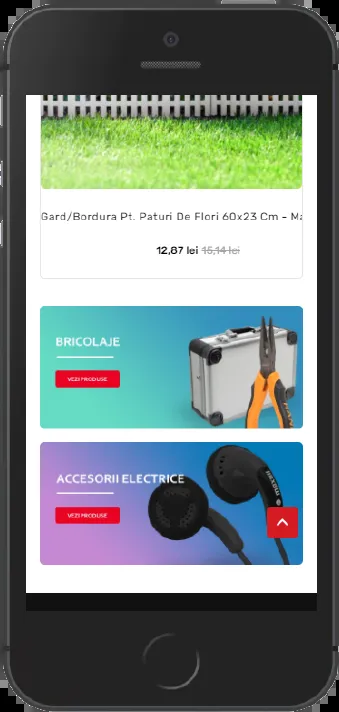 Gard/Bordura Pt. Paturi De Flori 60x23 Cm - Ma
12,87 lei 15,14 lei
BRICOLAJE
VEZI PRODUSE
ACCESORII ELECTRICE
VEZI PRODUSE